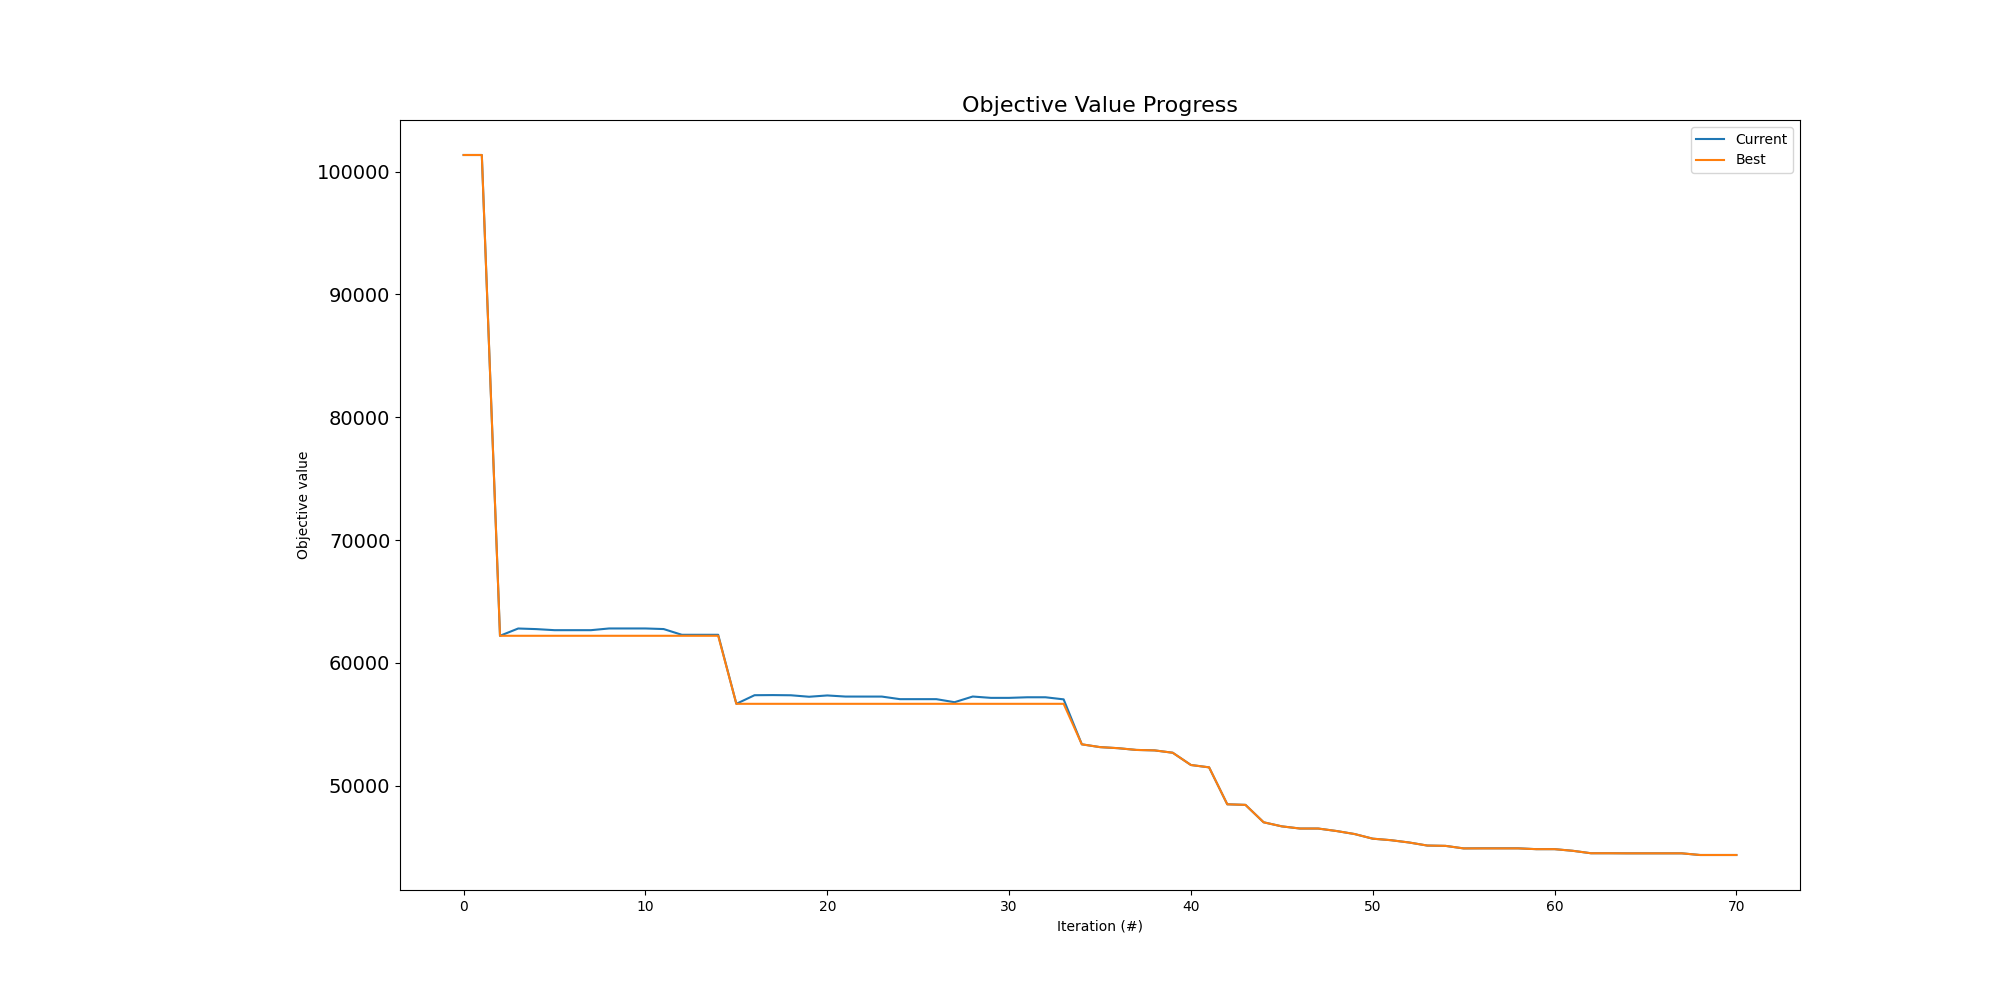 Objective Value Progress
Current
Best
100000
90000
80000
70000
60000
50000
Objective value
0 10 20 30 40 50 60 70
Iteration (#)